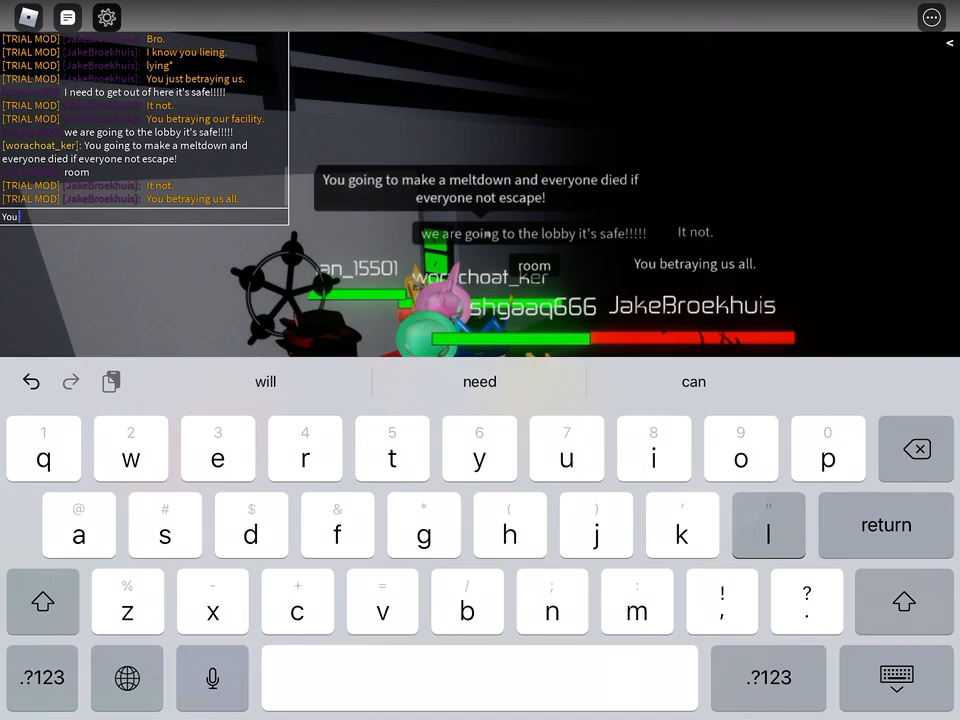 [TRIAL MOD] [JakeBroekhuis]: Bro.
[TRIAL MOD] [JakeBroekhuis]: I know you lieing.
[TRIAL MOD] [JakeBroekhuis]: lying*
[TRIAL MOD] [JakeBroekhuis]: You just betraying us.
I need to get out of here it's safe!!!!!
[TRIAL MOD] [JakeBroekhuis]: It not.
[TRIAL MOD] [JakeBroekhuis]: You betraying our facility.
we are going to the lobby it's safe!!!!!
[worachoat_ker]: You going to make a meltdown and
everyone died if everyone not escape!
room
[TRIAL MOD] [JakeBroekhuis]: It not.
[TRIAL MOD] [JakeBroekhuis]: You betraying us all.
You
<
You going to make a meltdown and everyone died if
everyone not escape!
we are going to the lobby it's safe!!!!!
It not.
room
You betraying us all.
an_15501
worachoat_ker
shgaaq666
JakeBroekhuis
will need can
1 2 3 4 5 6 7 8 9 0
q w e r t y u i o p
@ # $ & * ( ) ' "
a s d f g h j k l return
% - + = / ; : ! ?
z x c v b n m , .
.?123 .?123